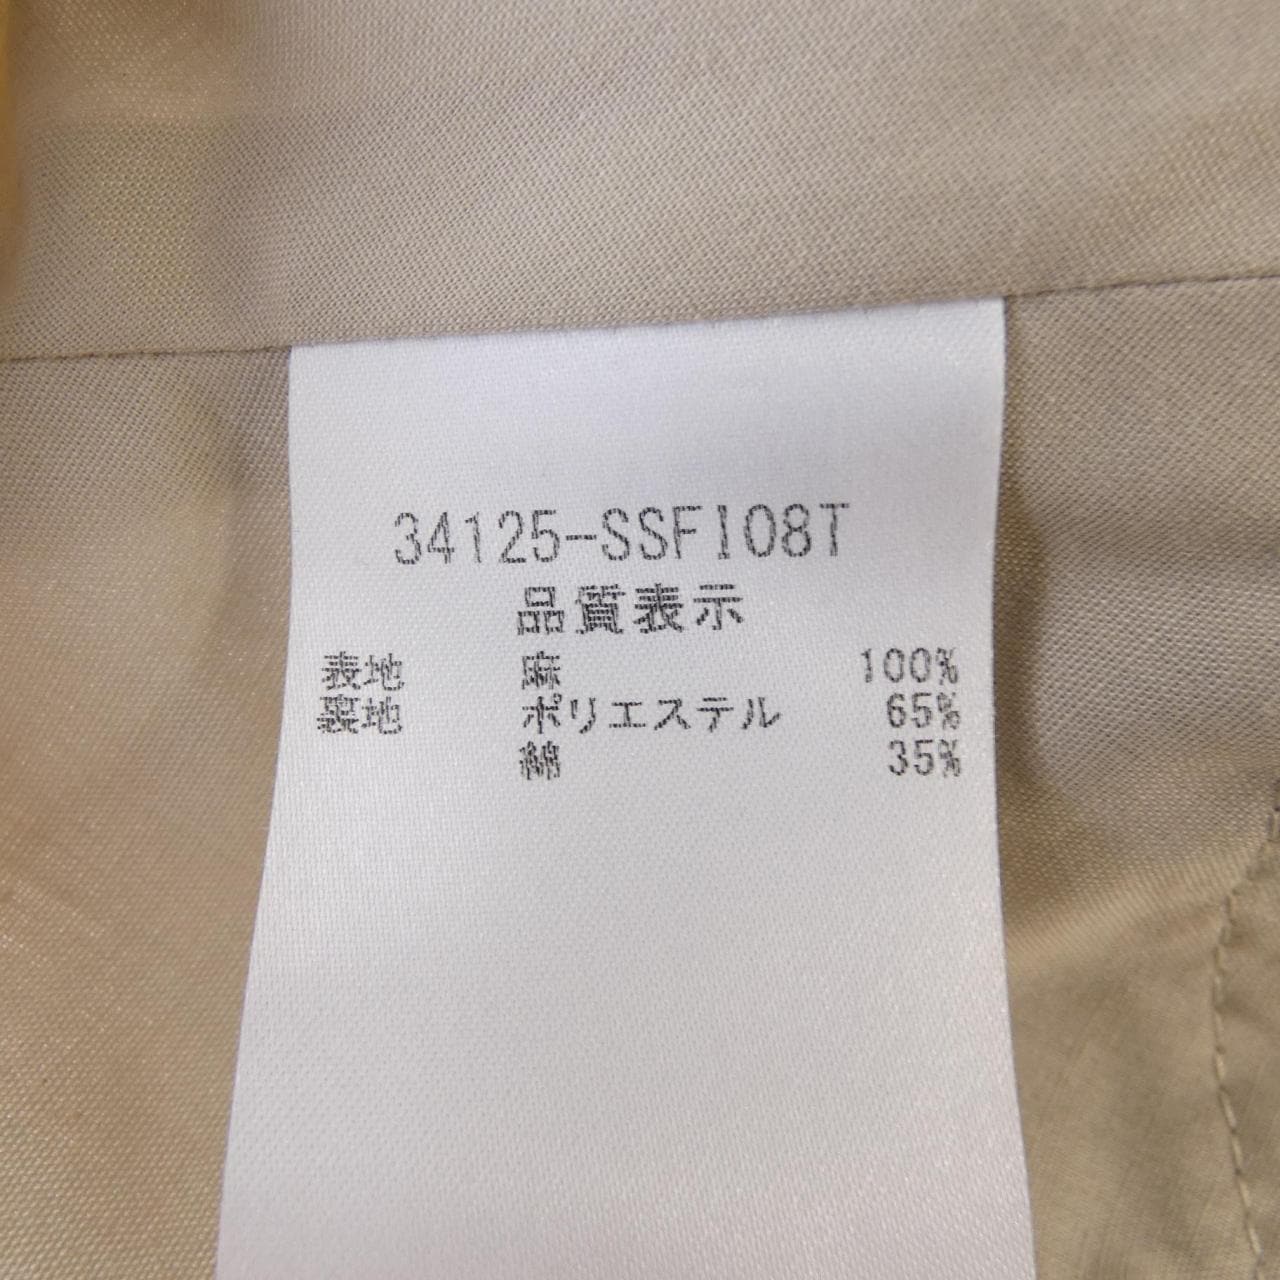 34125-SSFI08T
品質表示
表地 麻 100%
裏地 ポリエステル 65%
綿 35%